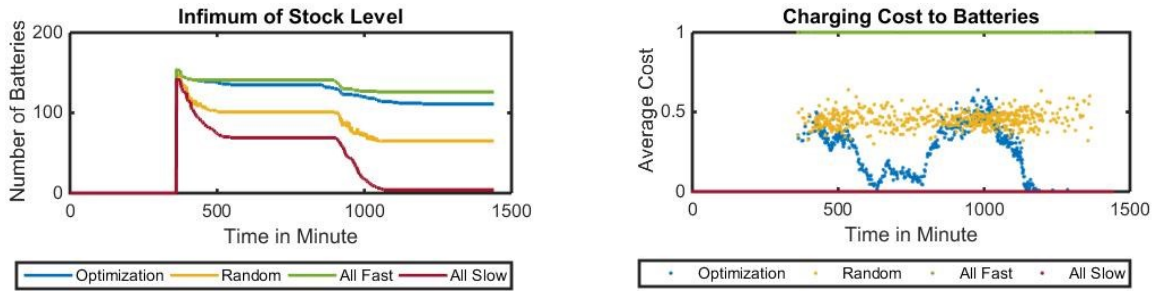 Infimum of Stock Level
Number of Batteries
200
100
0
0 500 1000 1500
Time in Minute
Optimization Random All Fast All Slow
Charging Cost to Batteries
Average Cost
1
0.5
0
0 500 1000 1500
Time in Minute
Optimization Random All Fast All Slow